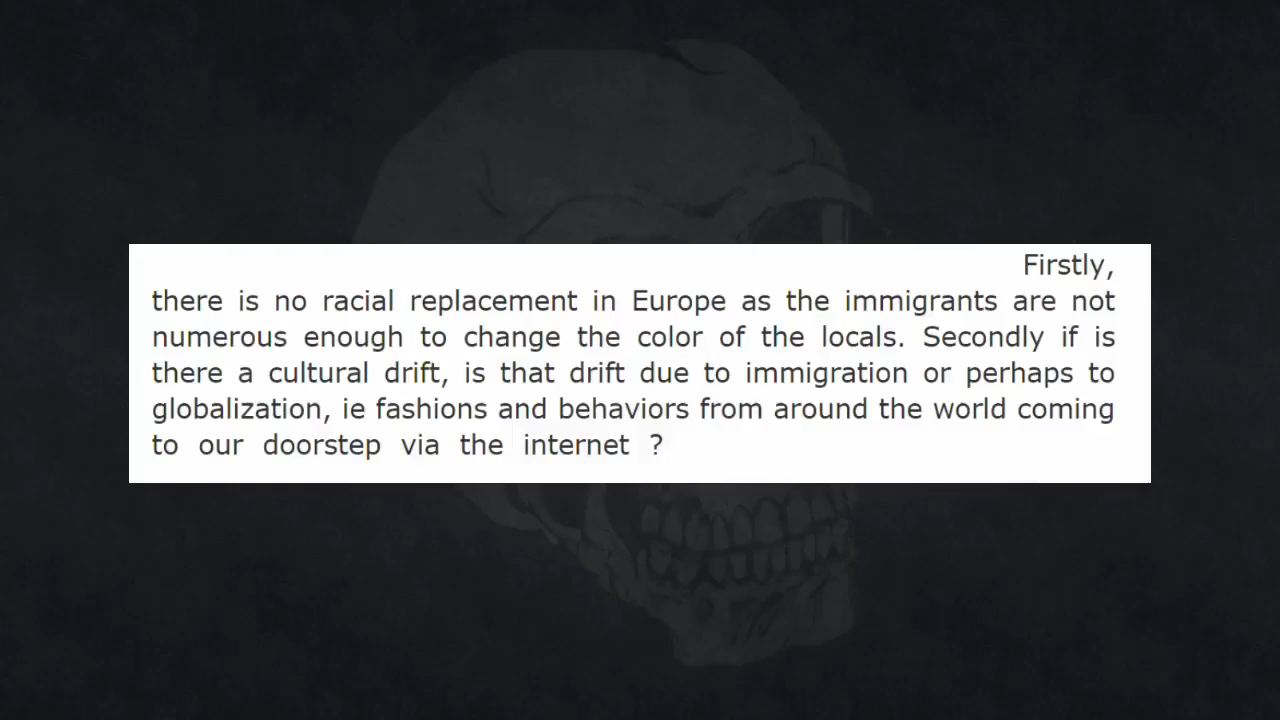 Firstly,
there is no racial replacement in Europe as the immigrants are not
numerous enough to change the color of the locals. Secondly if is
there a cultural drift, is that drift due to immigration or perhaps to
globalization, ie fashions and behaviors from around the world coming
to our doorstep via the internet ?